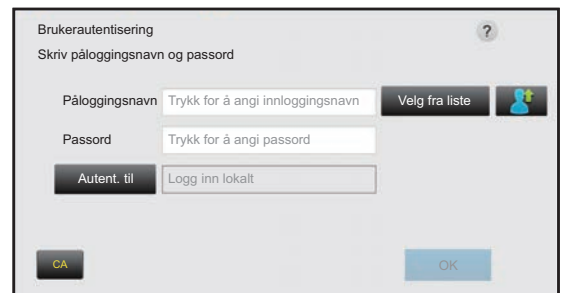 Brukerautentisering ?
Skriv påloggingsnavn og passord
Påloggingsnavn Trykk for å angi innloggingsnavn Velg fra liste
Passord Trykk for å angi passord
Autent. til Logg inn lokalt
CA OK